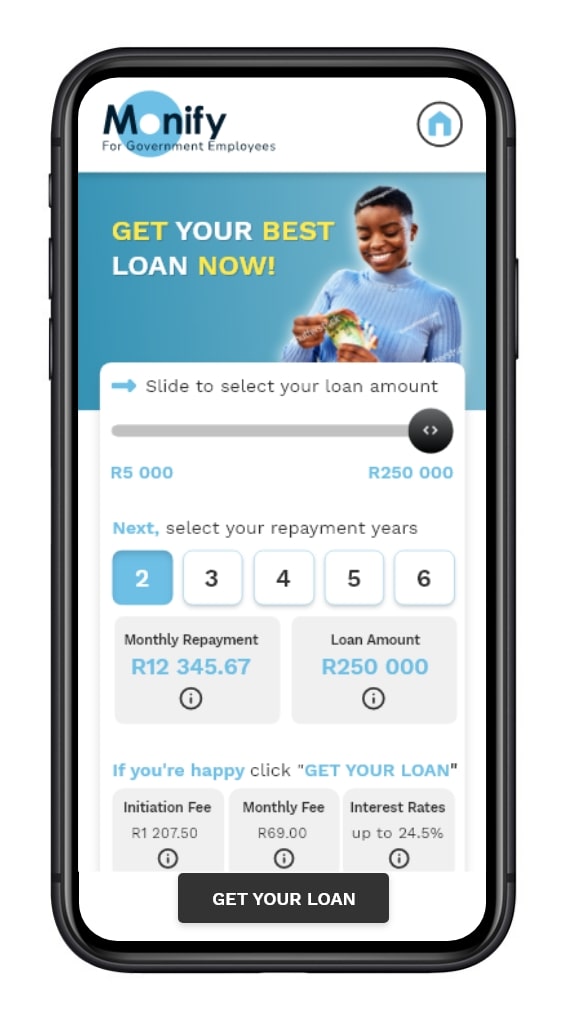 Monify
For Government Employees
GET YOUR BEST
LOAN NOW!
Slide to select your loan amount
R5 000
R250 000
Next, select your repayment years
2 3 4 5 6
Monthly Repayment
R12 345.67
Loan Amount
R250 000
If you're happy click "GET YOUR LOAN"
Initiation Fee
R1 207.50
Monthly Fee
R69.00
Interest Rates
up to 24.5%
GET YOUR LOAN